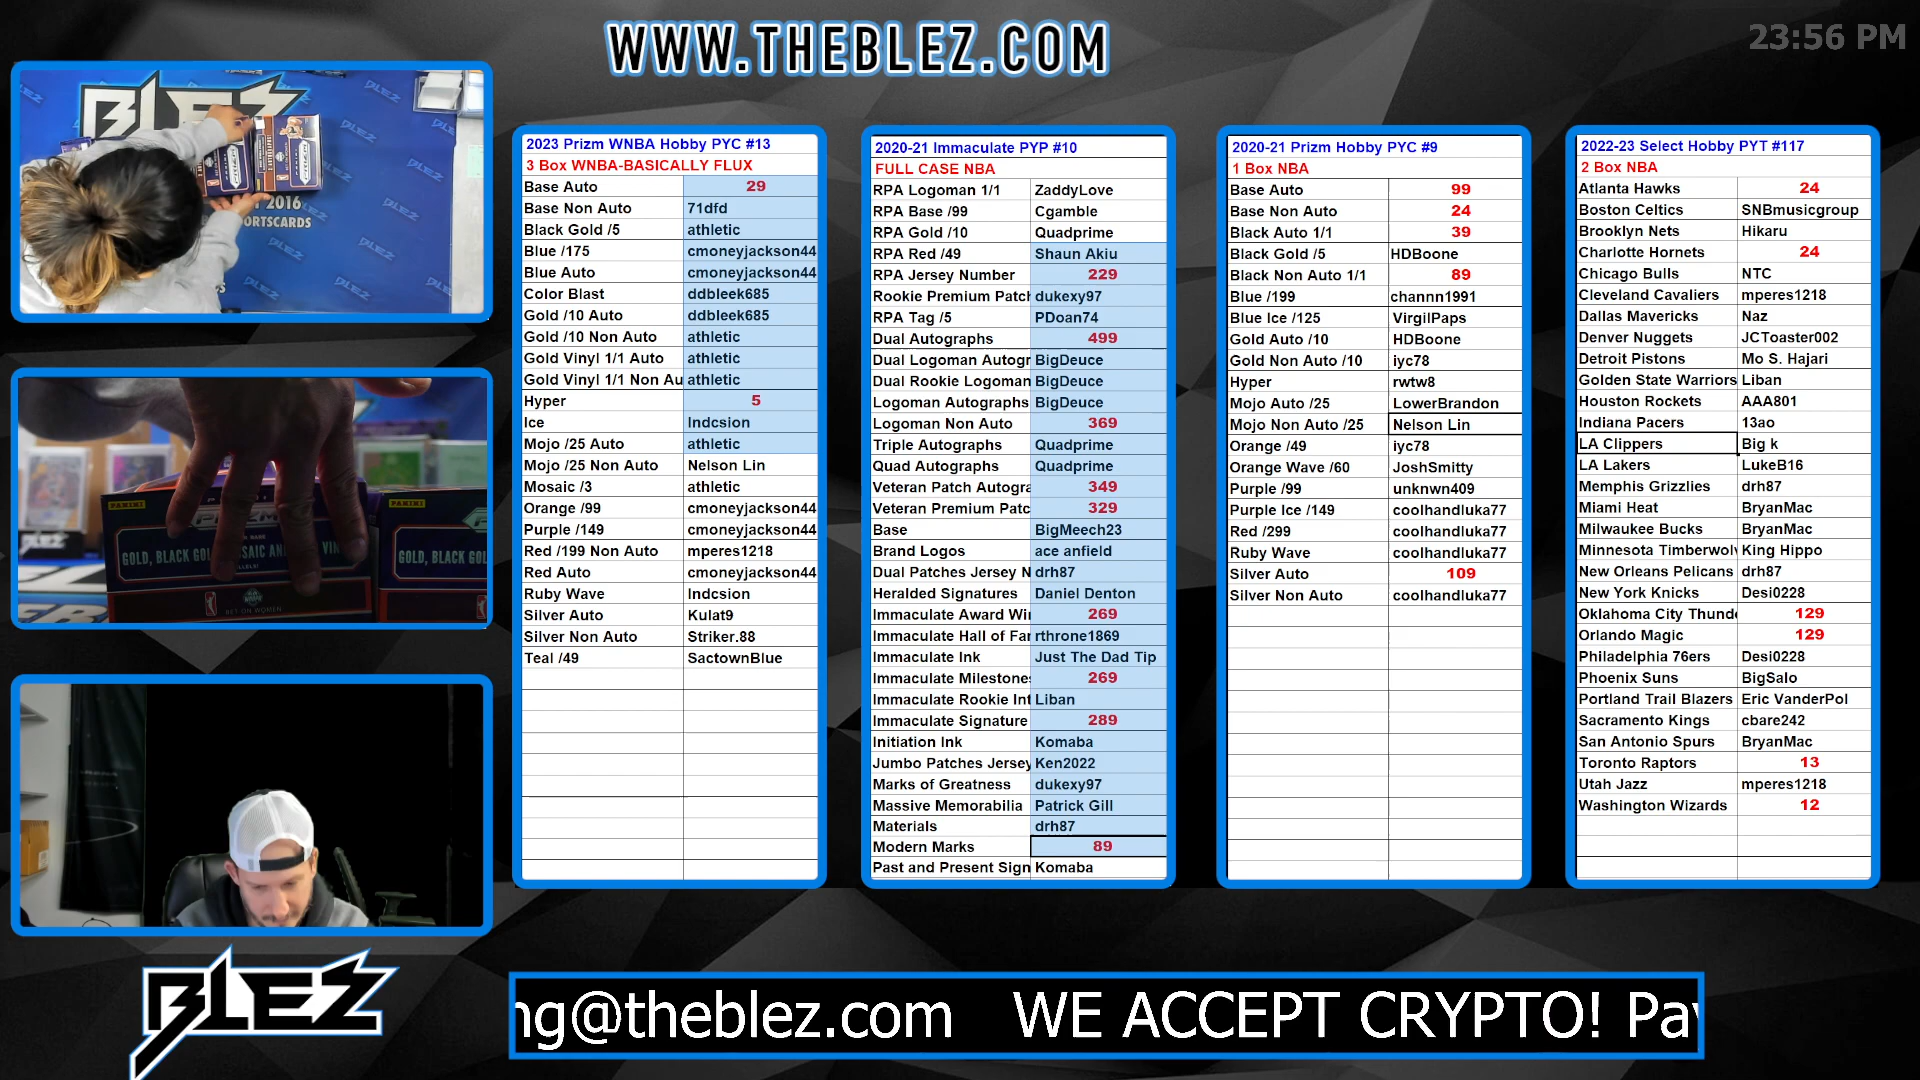 WWW.THEBLEZ.COM
23:56 PM
BLEZ
2016
ORTSCARDS
PANINI
PANINI
GOLD, BLACK GOL
GOLD, BLACK GO
BET ON WOMEN
2023 Prizm WNBA Hobby PYC #13
3 Box WNBA-BASICALLY FLUX
Base Auto 29
Base Non Auto 71dfd
Black Gold /5 athletic
Blue /175 cmoneyjackson44
Blue Auto cmoneyjackson44
Color Blast ddbleek685
Gold /10 Auto ddbleek685
Gold /10 Non Auto athletic
Gold Vinyl 1/1 Auto athletic
Gold Vinyl 1/1 Non Au athletic
Hyper 5
Ice Indcsion
Mojo /25 Auto athletic
Mojo /25 Non Auto Nelson Lin
Mosaic /3 athletic
Orange /99 cmoneyjackson44
Purple /149 cmoneyjackson44
Red /199 Non Auto mperes1218
Red Auto cmoneyjackson44
Ruby Wave Indcsion
Silver Auto Kulat9
Silver Non Auto Striker.88
Teal /49 SactownBlue
2020-21 Immaculate PYP #10
FULL CASE NBA
RPA Logoman 1/1 ZaddyLove
RPA Base /99 Cgamble
RPA Gold /10 Quadprime
RPA Red /49 Shaun Akiu
RPA Jersey Number 229
Rookie Premium Patch dukexy97
RPA Tag /5 PDoan74
Dual Autographs 499
Dual Logoman Autogr BigDeuce
Dual Rookie Logoman BigDeuce
Logoman Autographs BigDeuce
Logoman Non Auto 369
Triple Autographs Quadprime
Quad Autographs Quadprime
Veteran Patch Autogra 349
Veteran Premium Patc 329
Base BigMeech23
Brand Logos ace anfield
Dual Patches Jersey N drh87
Heralded Signatures Daniel Denton
Immaculate Award Wi 269
Immaculate Hall of Fa rthrone1869
Immaculate Ink Just The Dad Tip
Immaculate Milestone 269
Immaculate Rookie Int Liban
Immaculate Signature 289
Initiation Ink Komaba
Jumbo Patches Jersey Ken2022
Marks of Greatness dukexy97
Massive Memorabilia Patrick Gill
Materials drh87
Modern Marks 89
Past and Present Sign Komaba
2020-21 Prizm Hobby PYC #9
1 Box NBA
Base Auto 99
Base Non Auto 24
Black Auto 1/1 39
Black Gold /5 HDBoone
Black Non Auto 1/1 89
Blue /199 channn1991
Blue Ice /125 VirgilPaps
Gold Auto /10 HDBoone
Gold Non Auto /10 iyc78
Hyper rwtw8
Mojo Auto /25 LowerBrandon
Mojo Non Auto /25 Nelson Lin
Orange /49 iyc78
Orange Wave /60 JoshSmitty
Purple /99 unknwn409
Purple Ice /149 coolhandluka77
Red /299 coolhandluka77
Ruby Wave coolhandluka77
Silver Auto 109
Silver Non Auto coolhandluka77
2022-23 Select Hobby PYT #117
2 Box NBA
Atlanta Hawks 24
Boston Celtics SNBmusicgroup
Brooklyn Nets Hikaru
Charlotte Hornets 24
Chicago Bulls NTC
Cleveland Cavaliers mperes1218
Dallas Mavericks Naz
Denver Nuggets JCToaster002
Detroit Pistons Mo S. Hajari
Golden State Warriors Liban
Houston Rockets AAA801
Indiana Pacers 13ao
LA Clippers Big k
LA Lakers LukeB16
Memphis Grizzlies drh87
Miami Heat BryanMac
Milwaukee Bucks BryanMac
Minnesota Timberwol King Hippo
New Orleans Pelicans drh87
New York Knicks Desi0228
Oklahoma City Thund 129
Orlando Magic 129
Philadelphia 76ers Desi0228
Phoenix Suns BigSalo
Portland Trail Blazers Eric VanderPol
Sacramento Kings cbare242
San Antonio Spurs BryanMac
Toronto Raptors 13
Utah Jazz mperes1218
Washington Wizards 12
BLEZ
ng@theblez.com WE ACCEPT CRYPTO! Pay